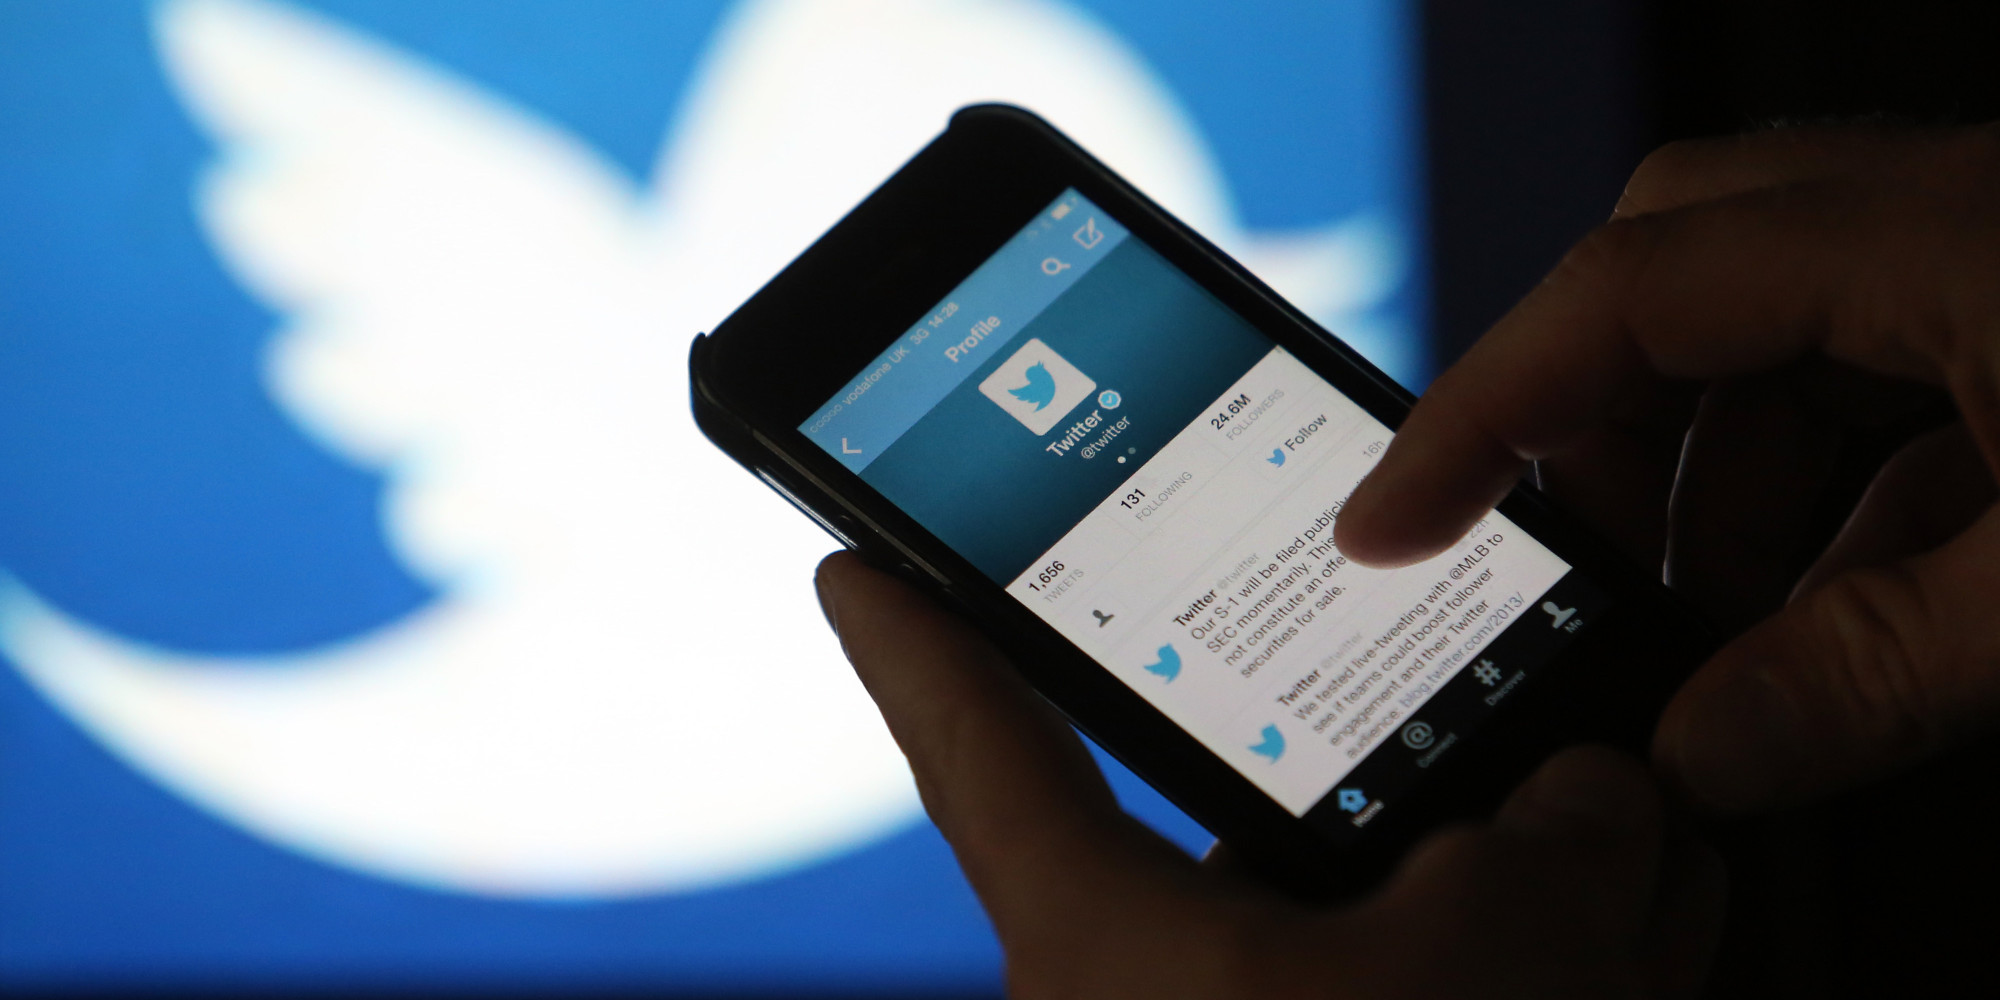 vodafone UK 3G 14:28
Profile
Twitter
@twitter
1,656
TWEETS
131
FOLLOWING
24.6M
FOLLOWERS
Follow
Twitter @twitter 16h
Our S-1 will be filed publicly
SEC momentarily. This
not constitute an offe
securities for sale.
Twitter @twitter 22h
We tested live-tweeting with @MLB to
see if teams could boost follower
engagement and their Twitter
audience: blog.twitter.com/2013/
Home
@
Connect
#
Discover
Me